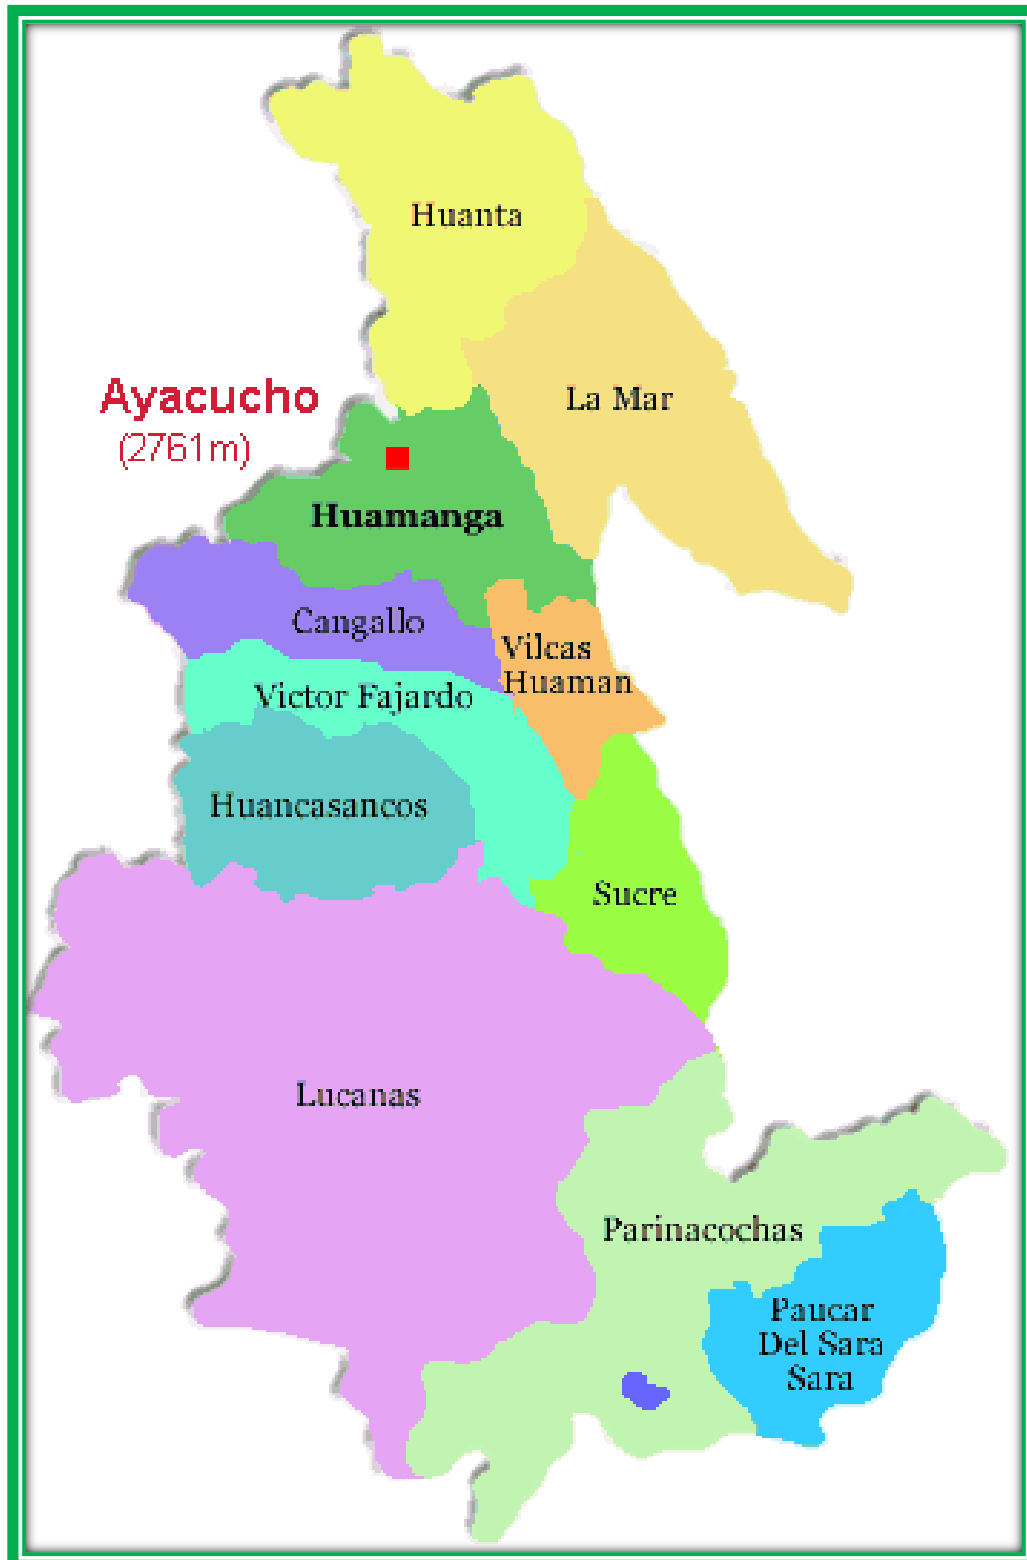 Huanta
La Mar
Ayacucho
(2761m)
Huamanga
Cangallo
Vilcas
Huaman
Victor Fajardo
Huancasancos
Sucre
Lucanas
Parinacochas
Paucar
Del Sara
Sara